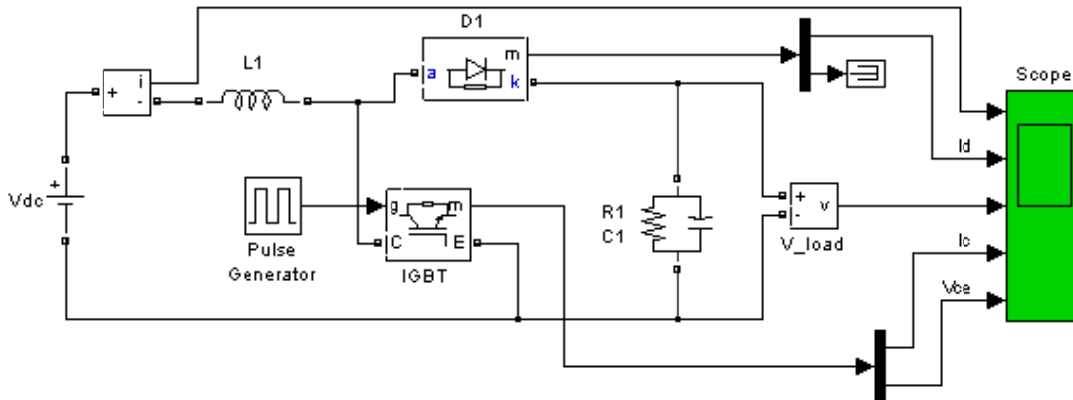 D1
i
+
-
L1
a
m
k
Scope
Id
Vdc
+
g
m
C
E
Pulse
Generator
IGBT
R1
C1
+
-
v
V_load
Ic
Vce